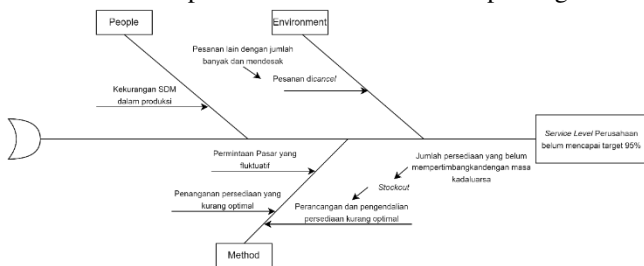 People
Environment
Pesanan lain dengan jumlah
banyak dan mendesak
Pesanan dicancel
Kekurangan SDM
dalam produksi
Service Level Perusahaan
belum mencapai target 95%
Permintaan Pasar yang
fluktuatif
Jumlah persediaan yang belum
mempertimbangkandengan masa
kadaluarsa
Stockout
Penanganan persediaan yang
kurang optimal
Perancangan dan pengendalian
persediaan kurang optimal
Method